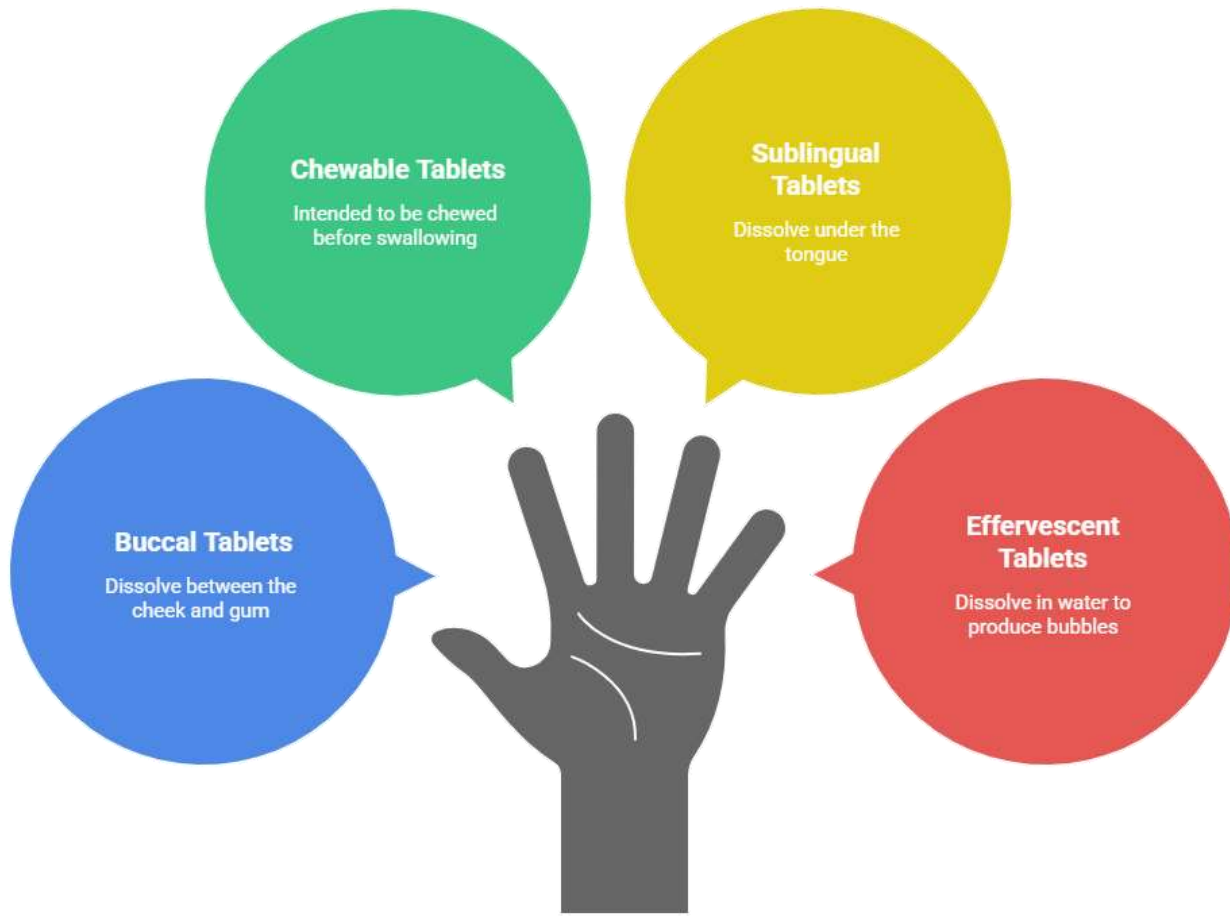 Chewable Tablets
Intended to be chewed
before swallowing
Sublingual
Tablets
Dissolve under the
tongue
Buccal Tablets
Dissolve between the
cheek and gum
Effervescent
Tablets
Dissolve in water to
produce bubbles